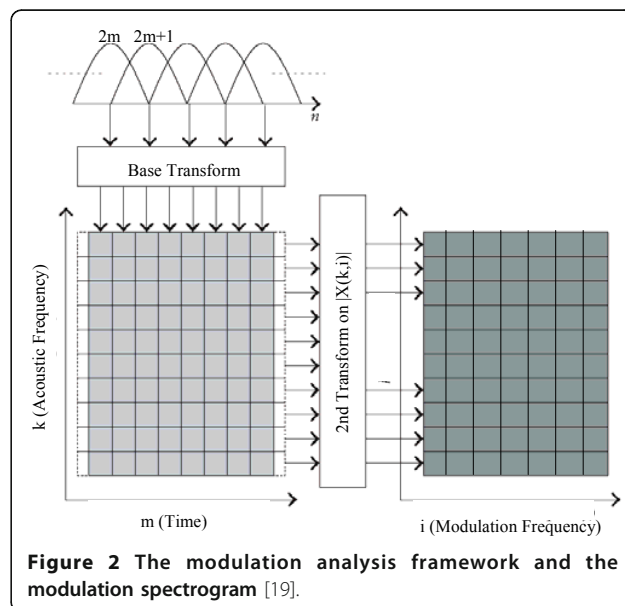 2m 2m+1
n
Base Transform
k (Acoustic Frequency)
2nd Transform on |X(k,i)|
m (Time)
i (Modulation Frequency)
Figure 2 The modulation analysis framework and the
modulation spectrogram [19].